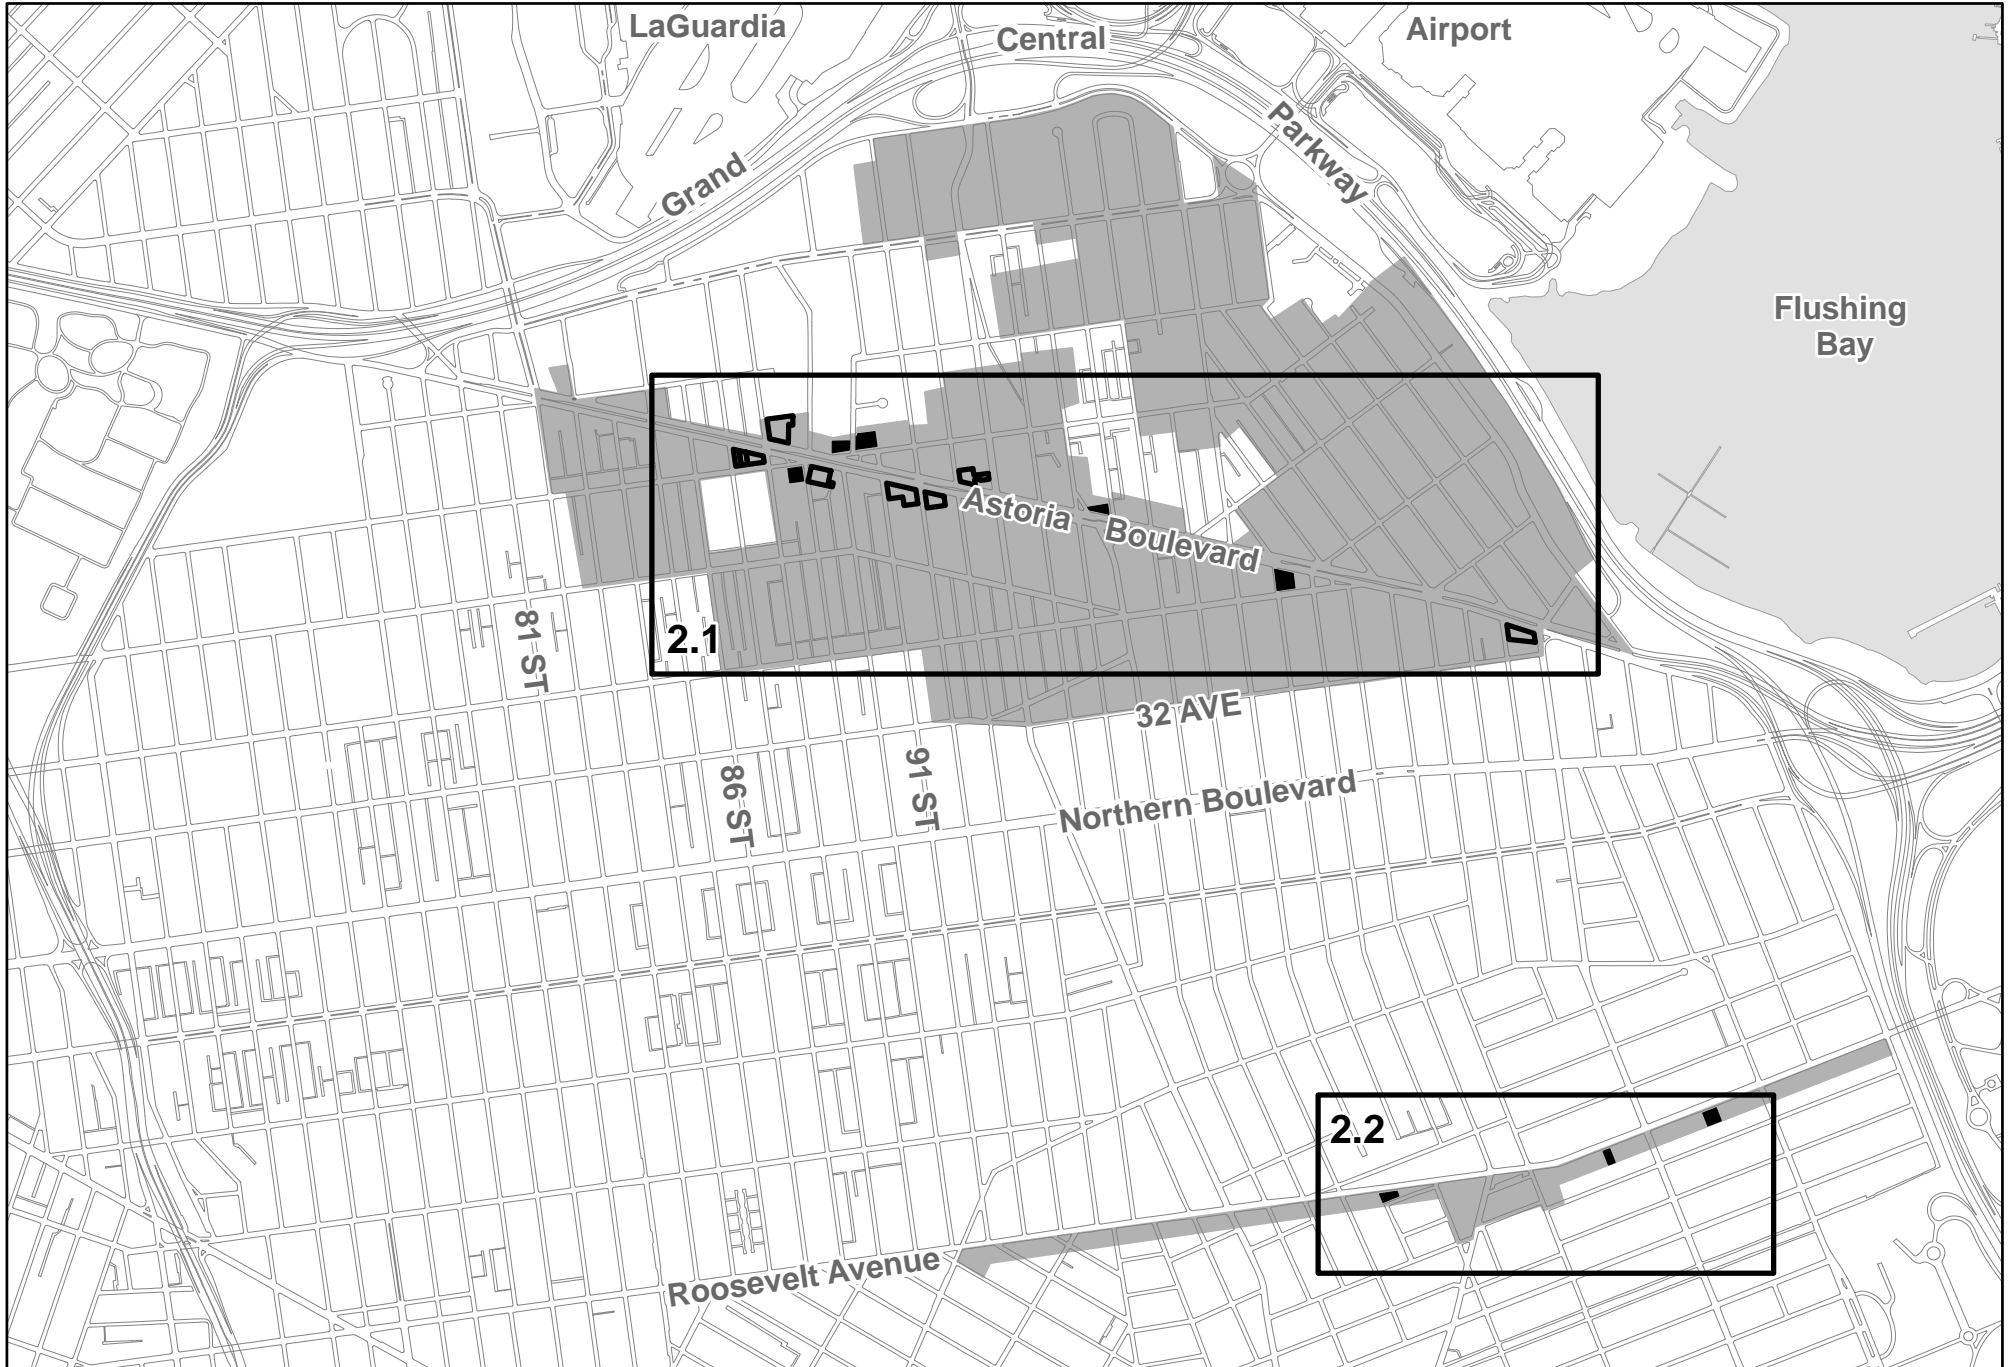 LaGuardia
Central
Airport
Grand
Parkway
Flushing
Bay
Astoria
Boulevard
81 ST
2.1
32 AVE
86 ST
91 ST
Northern Boulevard
2.2
Roosevelt Avenue